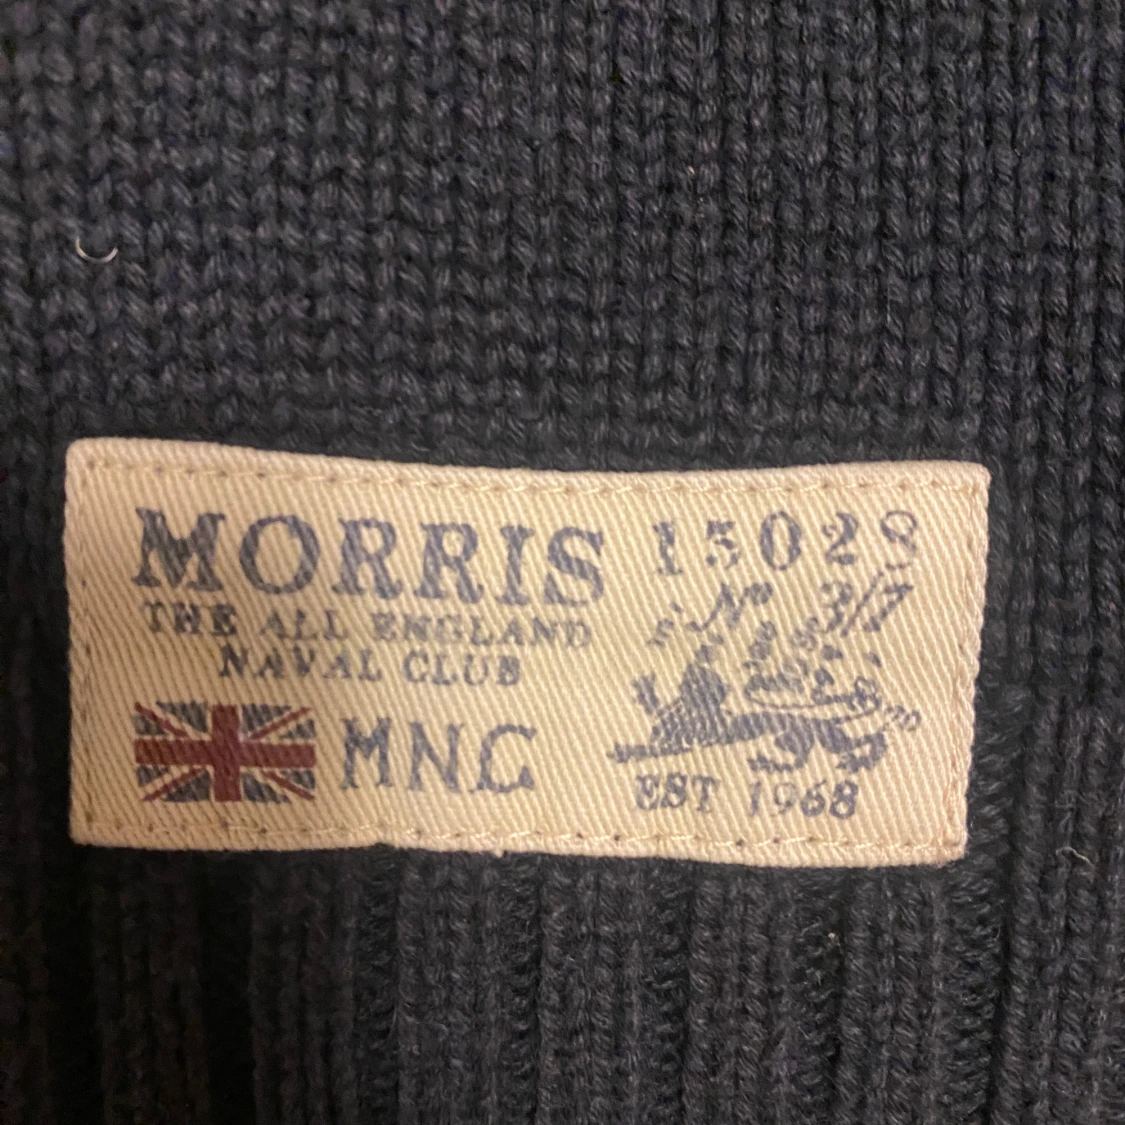 MORRIS
THE ALL ENGLAND
NAVAL CLUB
MNC
15028
Nº 3/7
EST 1968